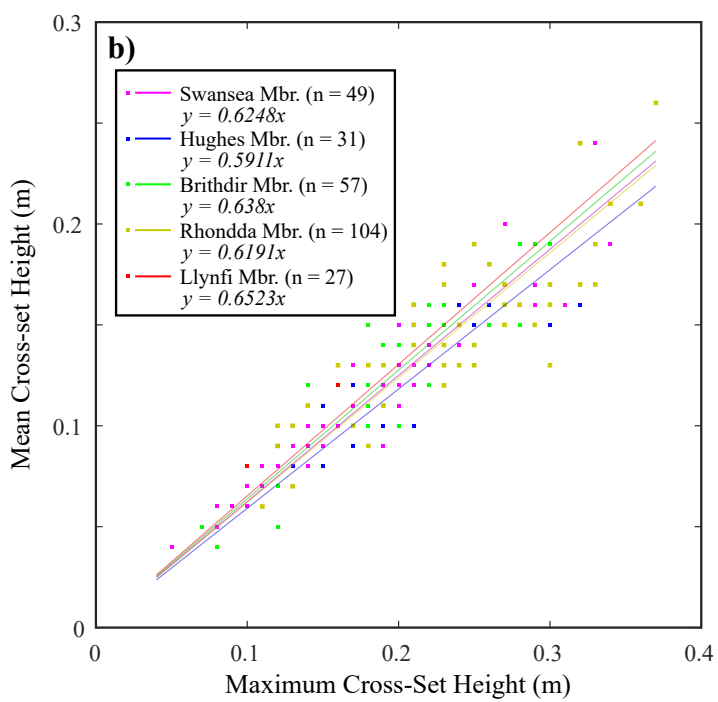 b)
Swansea Mbr. (n = 49)
y = 0.6248x
Hughes Mbr. (n = 31)
y = 0.5911x
Brithdir Mbr. (n = 57)
y = 0.638x
Rhondda Mbr. (n = 104)
y = 0.6191x
Llynfi Mbr. (n = 27)
y = 0.6523x
Mean Cross-set Height (m)
0.3
0.2
0.1
0
0
0.1
0.2
0.3
0.4
Maximum Cross-Set Height (m)